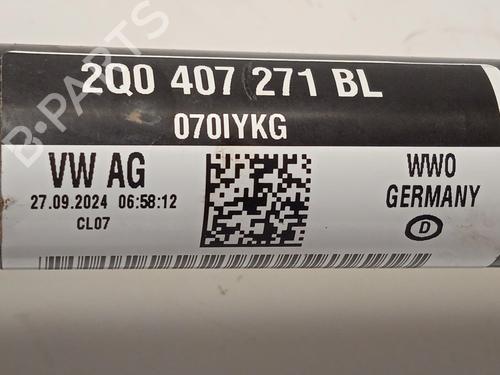 2Q0 407 271 BL
070IYKG
VW AG
27.09.2024 06:58:12
CL07
WWO
GERMANY
D
B-PARTS